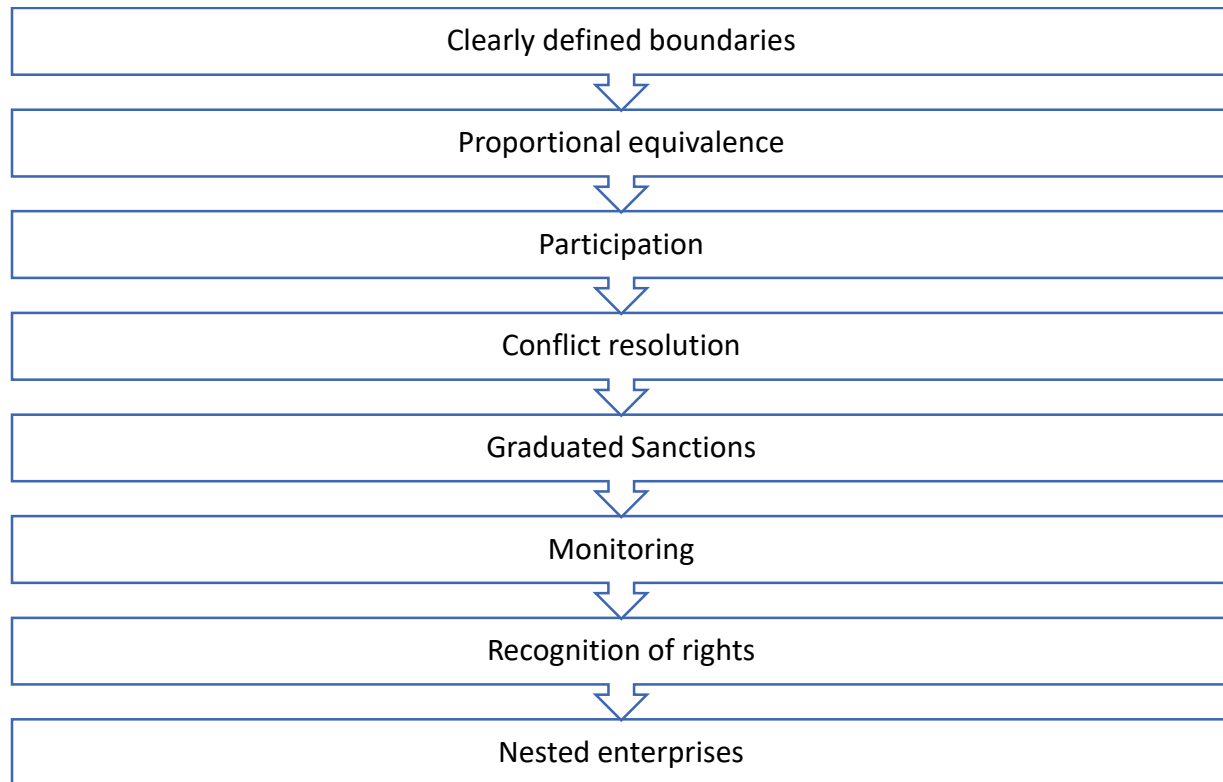 Clearly defined boundaries
Proportional equivalence
Participation
Conflict resolution
Graduated Sanctions
Monitoring
Recognition of rights
Nested enterprises